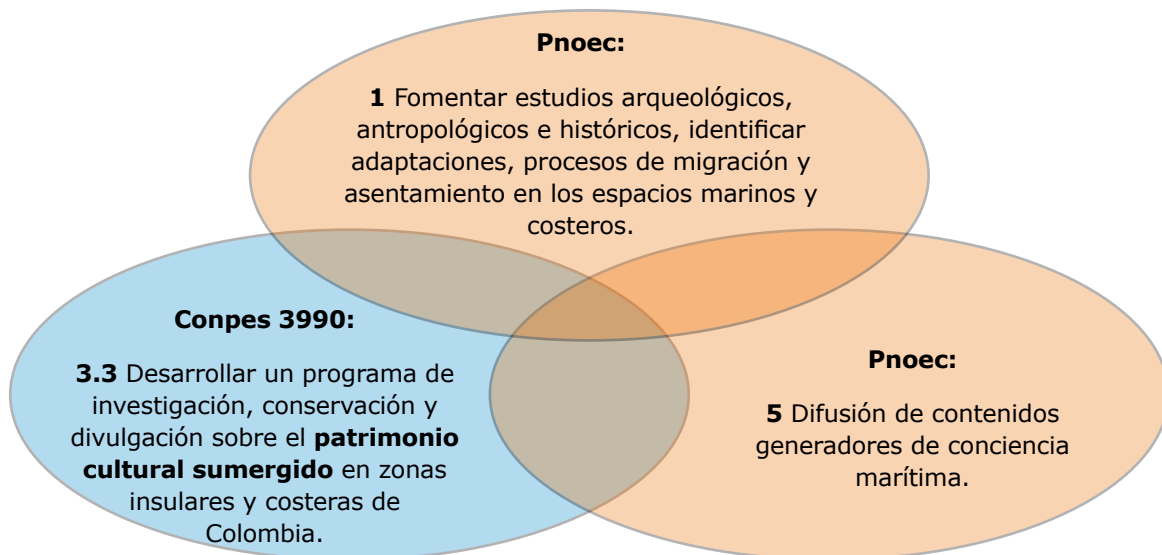 Pnoec:
1 Fomentar estudios arqueológicos,
antropológicos e históricos, identificar
adaptaciones, procesos de migración y
asentamiento en los espacios marinos y
costeros.
Conpes 3990:
3.3 Desarrollar un programa de
investigación, conservación y
divulgación sobre el patrimonio
cultural sumergido en zonas
insulares y costeras de
Colombia.
Pnoec:
5 Difusión de contenidos
generadores de conciencia
marítima.